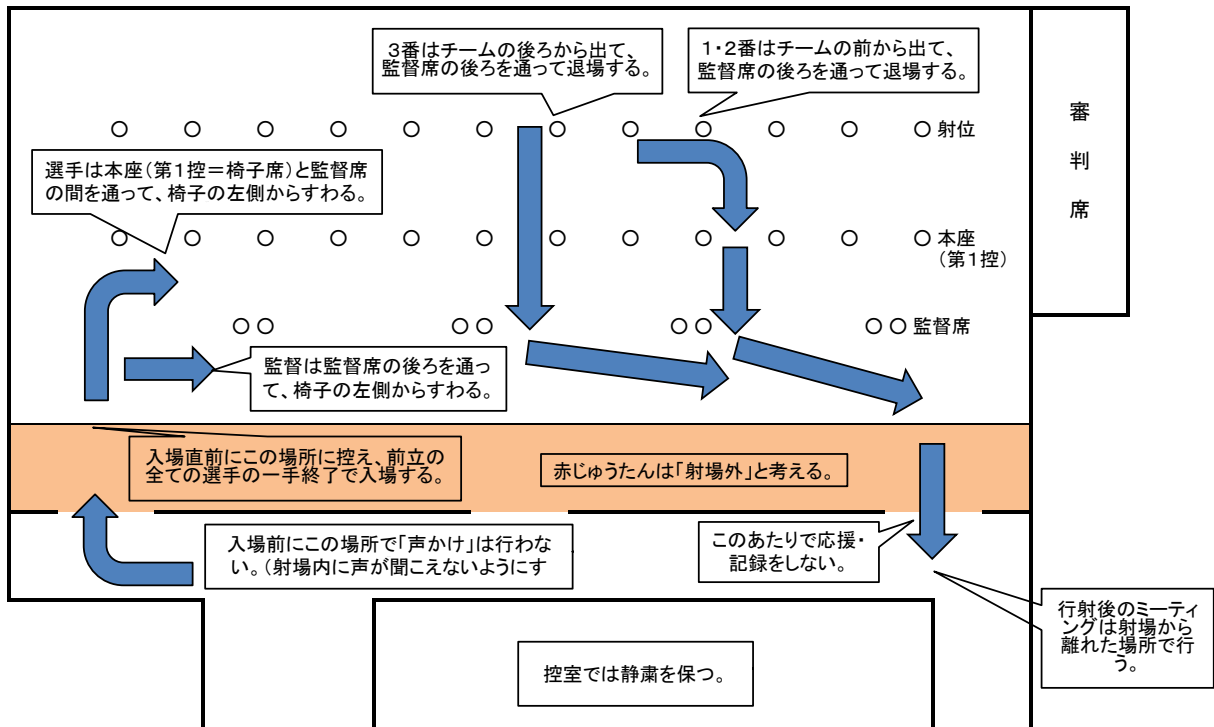 3番はチームの後ろから出て、
監督席の後ろを通って退場する。
1・2番はチームの前から出て、
監督席の後ろを通って退場する。
審
判
席
射位
選手は本座(第1控=椅子席)と監督席
の間を通って、椅子の左側からすわる。
本座
(第1控)
監督席
監督は監督席の後ろを通っ
て、椅子の左側からすわる。
入場直前にこの場所に控え、前立の
全ての選手の一手終了で入場する。
赤じゅうたんは「射場外」と考える。
入場前にこの場所で「声かけ」は行わな
い。(射場内に声が聞こえないようにす
このあたりで応援・
記録をしない。
行射後のミーティ
ングは射場から
離れた場所で行
う。
控室では静粛を保つ。